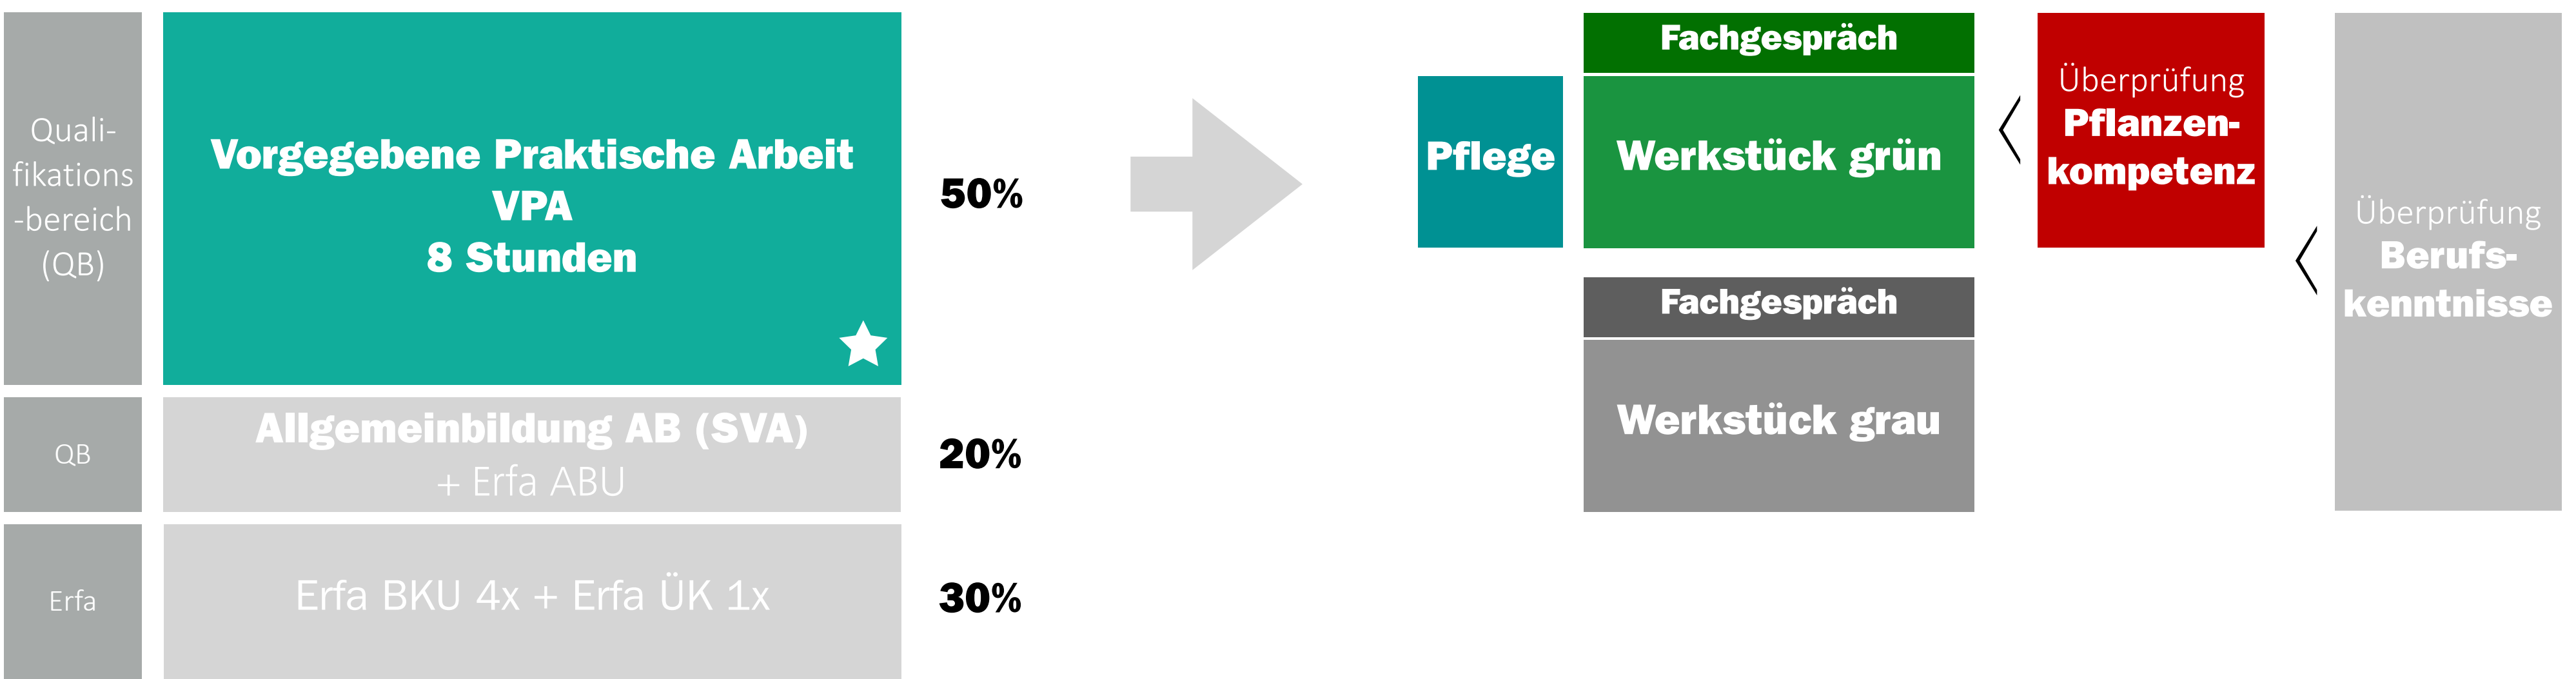 Quali-
fikations
-bereich
(QB)
Vorgegebene Praktische Arbeit
VPA
8 Stunden
50%
QB
Allgemeinbildung AB (SVA)
+ Erfa ABU
20%
Erfa
Erfa BKU 4x + Erfa ÜK 1x
30%
Pflege
Fachgespräch
Werkstück grün
Fachgespräch
Werkstück grau
Überprüfung
Pflanzen-
kompetenz
Überprüfung
Berufs-
kenntnisse